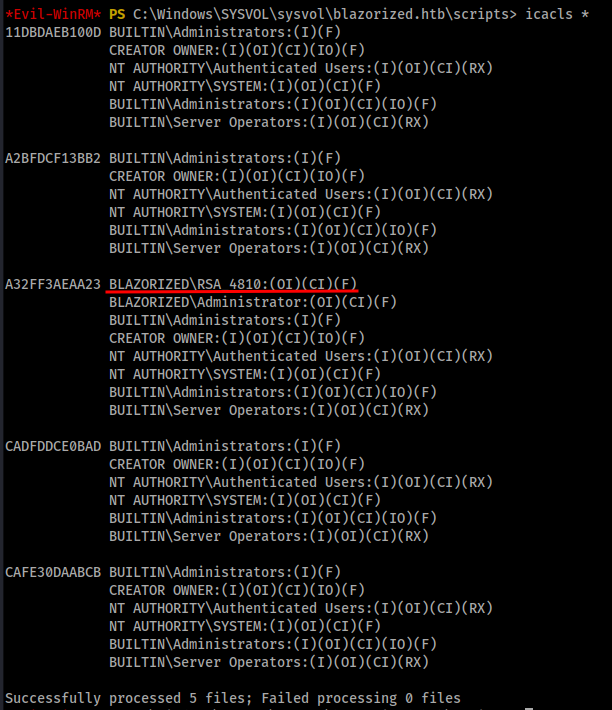 *Evil-WinRM* PS C:\Windows\SYSVOL\sysvol\blazorized.htb\scripts> icacls *
11DBDAEB100D BUILTIN\Administrators:(I)(F)
CREATOR OWNER:(I)(OI)(CI)(IO)(F)
NT AUTHORITY\Authenticated Users:(I)(OI)(CI)(RX)
NT AUTHORITY\SYSTEM:(I)(OI)(CI)(F)
BUILTIN\Administrators:(I)(OI)(CI)(IO)(F)
BUILTIN\Server Operators:(I)(OI)(CI)(RX)
A2BFDCF13BB2 BUILTIN\Administrators:(I)(F)
CREATOR OWNER:(I)(OI)(CI)(IO)(F)
NT AUTHORITY\Authenticated Users:(I)(OI)(CI)(RX)
NT AUTHORITY\SYSTEM:(I)(OI)(CI)(F)
BUILTIN\Administrators:(I)(OI)(CI)(IO)(F)
BUILTIN\Server Operators:(I)(OI)(CI)(RX)
A32FF3AEAA23 BLAZORIZED\RSA_4810:(OI)(CI)(F)
BLAZORIZED\Administrator:(OI)(CI)(F)
BUILTIN\Administrators:(I)(F)
CREATOR OWNER:(I)(OI)(CI)(IO)(F)
NT AUTHORITY\Authenticated Users:(I)(OI)(CI)(RX)
NT AUTHORITY\SYSTEM:(I)(OI)(CI)(F)
BUILTIN\Administrators:(I)(OI)(CI)(IO)(F)
BUILTIN\Server Operators:(I)(OI)(CI)(RX)
CADFDDCE0BAD BUILTIN\Administrators:(I)(F)
CREATOR OWNER:(I)(OI)(CI)(IO)(F)
NT AUTHORITY\Authenticated Users:(I)(OI)(CI)(RX)
NT AUTHORITY\SYSTEM:(I)(OI)(CI)(F)
BUILTIN\Administrators:(I)(OI)(CI)(IO)(F)
BUILTIN\Server Operators:(I)(OI)(CI)(RX)
CAFE30DAABCB BUILTIN\Administrators:(I)(F)
CREATOR OWNER:(I)(OI)(CI)(IO)(F)
NT AUTHORITY\Authenticated Users:(I)(OI)(CI)(RX)
NT AUTHORITY\SYSTEM:(I)(OI)(CI)(F)
BUILTIN\Administrators:(I)(OI)(CI)(IO)(F)
BUILTIN\Server Operators:(I)(OI)(CI)(RX)
Successfully processed 5 files; Failed processing 0 files